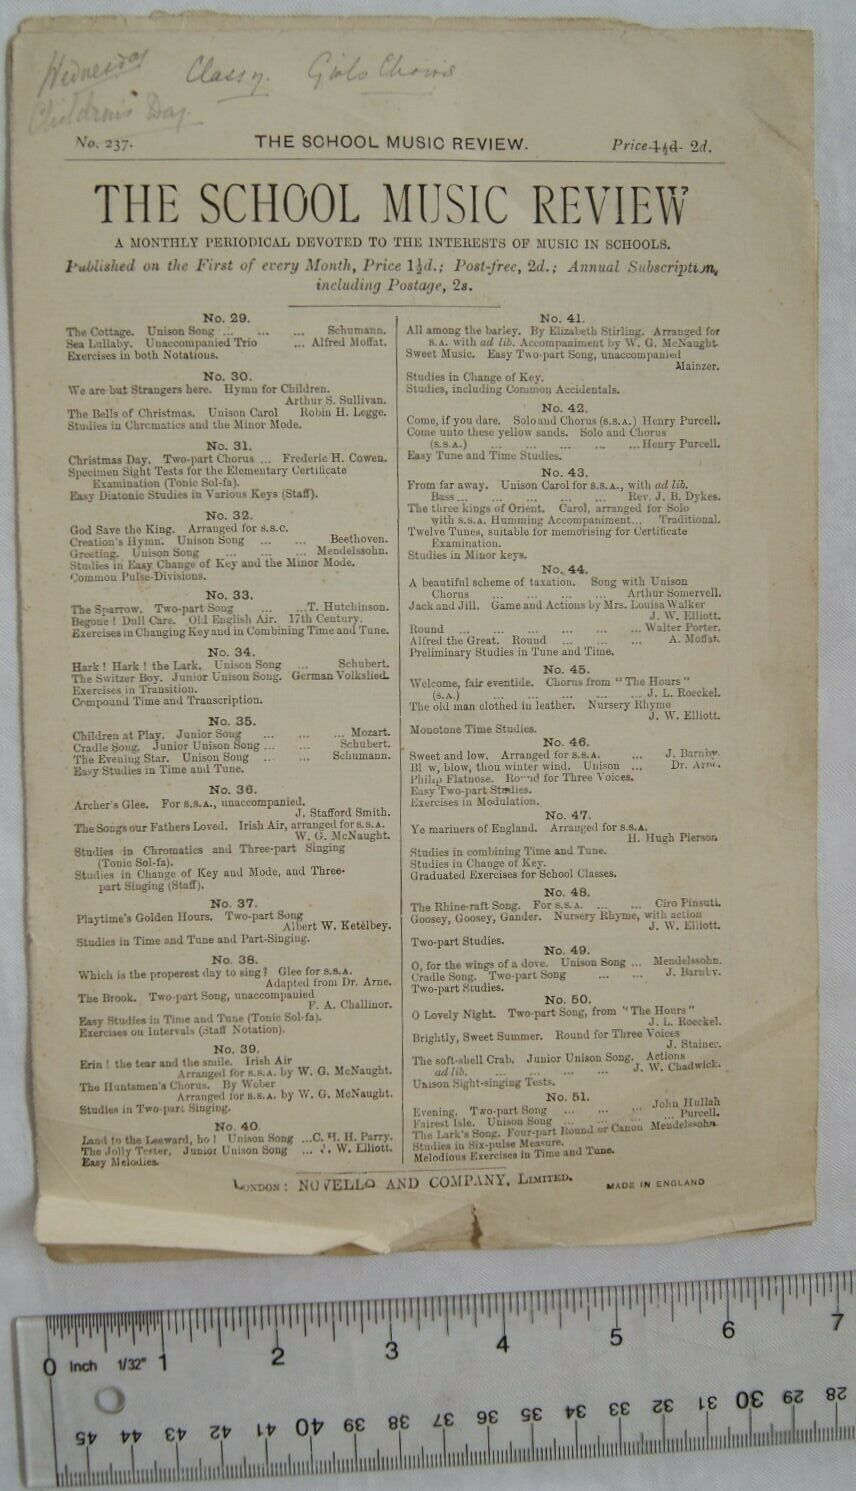 Wednesday Class 7. Girls Choirs
Children's Day
No. 237. THE SCHOOL MUSIC REVIEW. Price 1½d. 2d.
THE SCHOOL MUSIC REVIEW
A MONTHLY PERIODICAL DEVOTED TO THE INTERESTS OF MUSIC IN SCHOOLS.
Published on the First of every Month, Price 1½d.; Post-free, 2d.; Annual Subscription,
including Postage, 2s.
No. 29.
The Cottage. Unison Song ... ... ... Schumann.
Sea Lullaby. Unaccompanied Trio ... Alfred Moffat.
Exercises in both Notations.
No. 30.
We are but Strangers here. Hymn for Children.
Arthur S. Sullivan.
The Bells of Christmas. Unison Carol Robin H. Legge.
Studies in Chromatics and the Minor Mode.
No. 31.
Christmas Day. Two-part Chorus ... Frederic H. Cowen.
Specimen Sight Tests for the Elementary Certificate
Examination (Tonic Sol-fa).
Easy Diatonic Studies in Various Keys (Staff).
No. 32.
God Save the King. Arranged for S.S.C.
Creation's Hymn. Unison Song ... ... Beethoven.
Greeting. Unison Song ... ... ... Mendelssohn.
Studies in Easy Change of Key and the Minor Mode.
Common Pulse-Divisions.
No. 33.
The Sparrow. Two-part Song ... ...T. Hutchinson.
Begone! Dull Care. Old English Air. 17th Century.
Exercises in Changing Key and in Combining Time and Tune.
No. 34.
Hark! Hark! the Lark. Unison Song ... Schubert.
The Switzer Boy. Junior Unison Song. German Volkslied.
Exercises in Transition.
Compound Time and Transcription.
No. 35.
Children at Play. Junior Song ... ... ... Mozart.
Cradle Song. Junior Unison Song ... ... Schubert.
The Evening Star. Unison Song ... ... Schumann.
Easy Studies in Time and Tune.
No. 36.
Archer's Glee. For S.S.A., unaccompanied.
J. Stafford Smith.
The Songs our Fathers Loved. Irish Air, arranged for S.S.A.
W. G. McNaught.
Studies in Chromatics and Three-part Singing
(Tonic Sol-fa).
Studies in Change of Key and Mode, and Three-
part Singing (Staff).
No. 37.
Playtime's Golden Hours. Two-part Song
Albert W. Ketèlbey.
Studies in Time and Tune and Part-Singing.
No. 38.
Which is the properest day to sing? Glee for S.S.A.
Adapted from Dr. Arne.
The Brook. Two-part Song, unaccompanied
F. A. Challinor.
Easy Studies in Time and Tune (Tonic Sol-fa).
Exercises on Intervals (Staff Notation).
No. 39.
Erin! the tear and the smile. Irish Air
Arranged for S.S.A. by W. G. McNaught.
The Huntsmen's Chorus. By Weber
Arranged for S.S.A. by W. G. McNaught.
Studies in Two-part Singing.
No. 40.
Land to the Leeward, ho! Unison Song ...C. H. H. Parry.
The Jolly Tester. Junior Unison Song ... J. W. Elliott.
Easy Melodies.
No. 41.
All among the barley. By Elizabeth Stirling. Arranged for
S.A. with ad lib. Accompaniment by W. G. McNaught.
Sweet Music. Easy Two-part Song, unaccompanied
Mainzer.
Studies in Change of Key.
Studies, including Common Accidentals.
No. 42.
Come, if you dare. Solo and Chorus (S.S.A.) Henry Purcell.
Come unto these yellow sands. Solo and Chorus
(S.S.A.) ... ... ... ... ...Henry Purcell.
Easy Tune and Time Studies.
No. 43.
From far away. Unison Carol for S.S.A., with ad lib.
Bass ... ... ... ... ... Rev. J. B. Dykes.
The three kings of Orient. Carol, arranged for Solo
with S.S.A. Humming Accompaniment... Traditional.
Twelve Tunes, suitable for memorising for Certificate
Examination.
Studies in Minor keys.
No. 44.
A beautiful scheme of taxation. Song with Unison
Chorus ... ... ... ... Arthur Somervell.
Jack and Jill. Game and Actions by Mrs. Louisa Walker
J. W. Elliott.
Round ... ... ... ... ... ... Walter Porter.
Alfred the Great. Round ... ... ... A. Moffat.
Preliminary Studies in Tune and Time.
No. 45.
Welcome, fair eventide. Chorus from "The Hours"
(S.A.) ... ... ... ... ... J. L. Roeckel.
The old man clothed in leather. Nursery Rhyme
J. W. Elliott.
Monotone Time Studies.
No. 46.
Sweet and low. Arranged for S.S.A. ... J. Barnby.
Bl w, blow, thou winter wind. Unison ... Dr. Arne.
Philip Flatnose. Round for Three Voices.
Easy Two-part Studies.
Exercises in Modulation.
No. 47.
Ye mariners of England. Arranged for S.S.A.
H. Hugh Pierson
Studies in combining Time and Tune.
Studies in Change of Key.
Graduated Exercises for School Classes.
No. 48.
The Rhine-raft Song. For S.S.A. ... ... Ciro Pinsuti.
Goosey, Goosey, Gander. Nursery Rhyme, with action
J. W. Elliott.
Two-part Studies.
No. 49.
O, for the wings of a dove. Unison Song ... Mendelssohn.
Cradle Song. Two-part Song ... ... J. Barnby.
Two-part Studies.
No. 50.
O Lovely Night. Two-part Song, from "The Hours"
J. L. Roeckel.
Brightly, Sweet Summer. Round for Three Voices
J. Stainer.
The soft-shell Crab. Junior Unison Song. Actions
ad lib. ... ... ... ... J. W. Chadwick.
Unison Sight-singing Tests.
No. 51.
Evening. Two-part Song ... ... ... John Hullah
Fairest Isle. Unison Song ... ... ... Purcell.
The Lark's Song. Four-part Round or Canon Mendelssohn.
Studies in Six-pulse Measure.
Melodious Exercises in Time and Tune.
London: NOVELLO AND COMPANY, Limited. MADE IN ENGLAND
0 Inch 1/32" 1 2 3 4 5 6 7
45 44 43 42 41 40 39 38 37 36 35 34 33 32 31 30 29 28